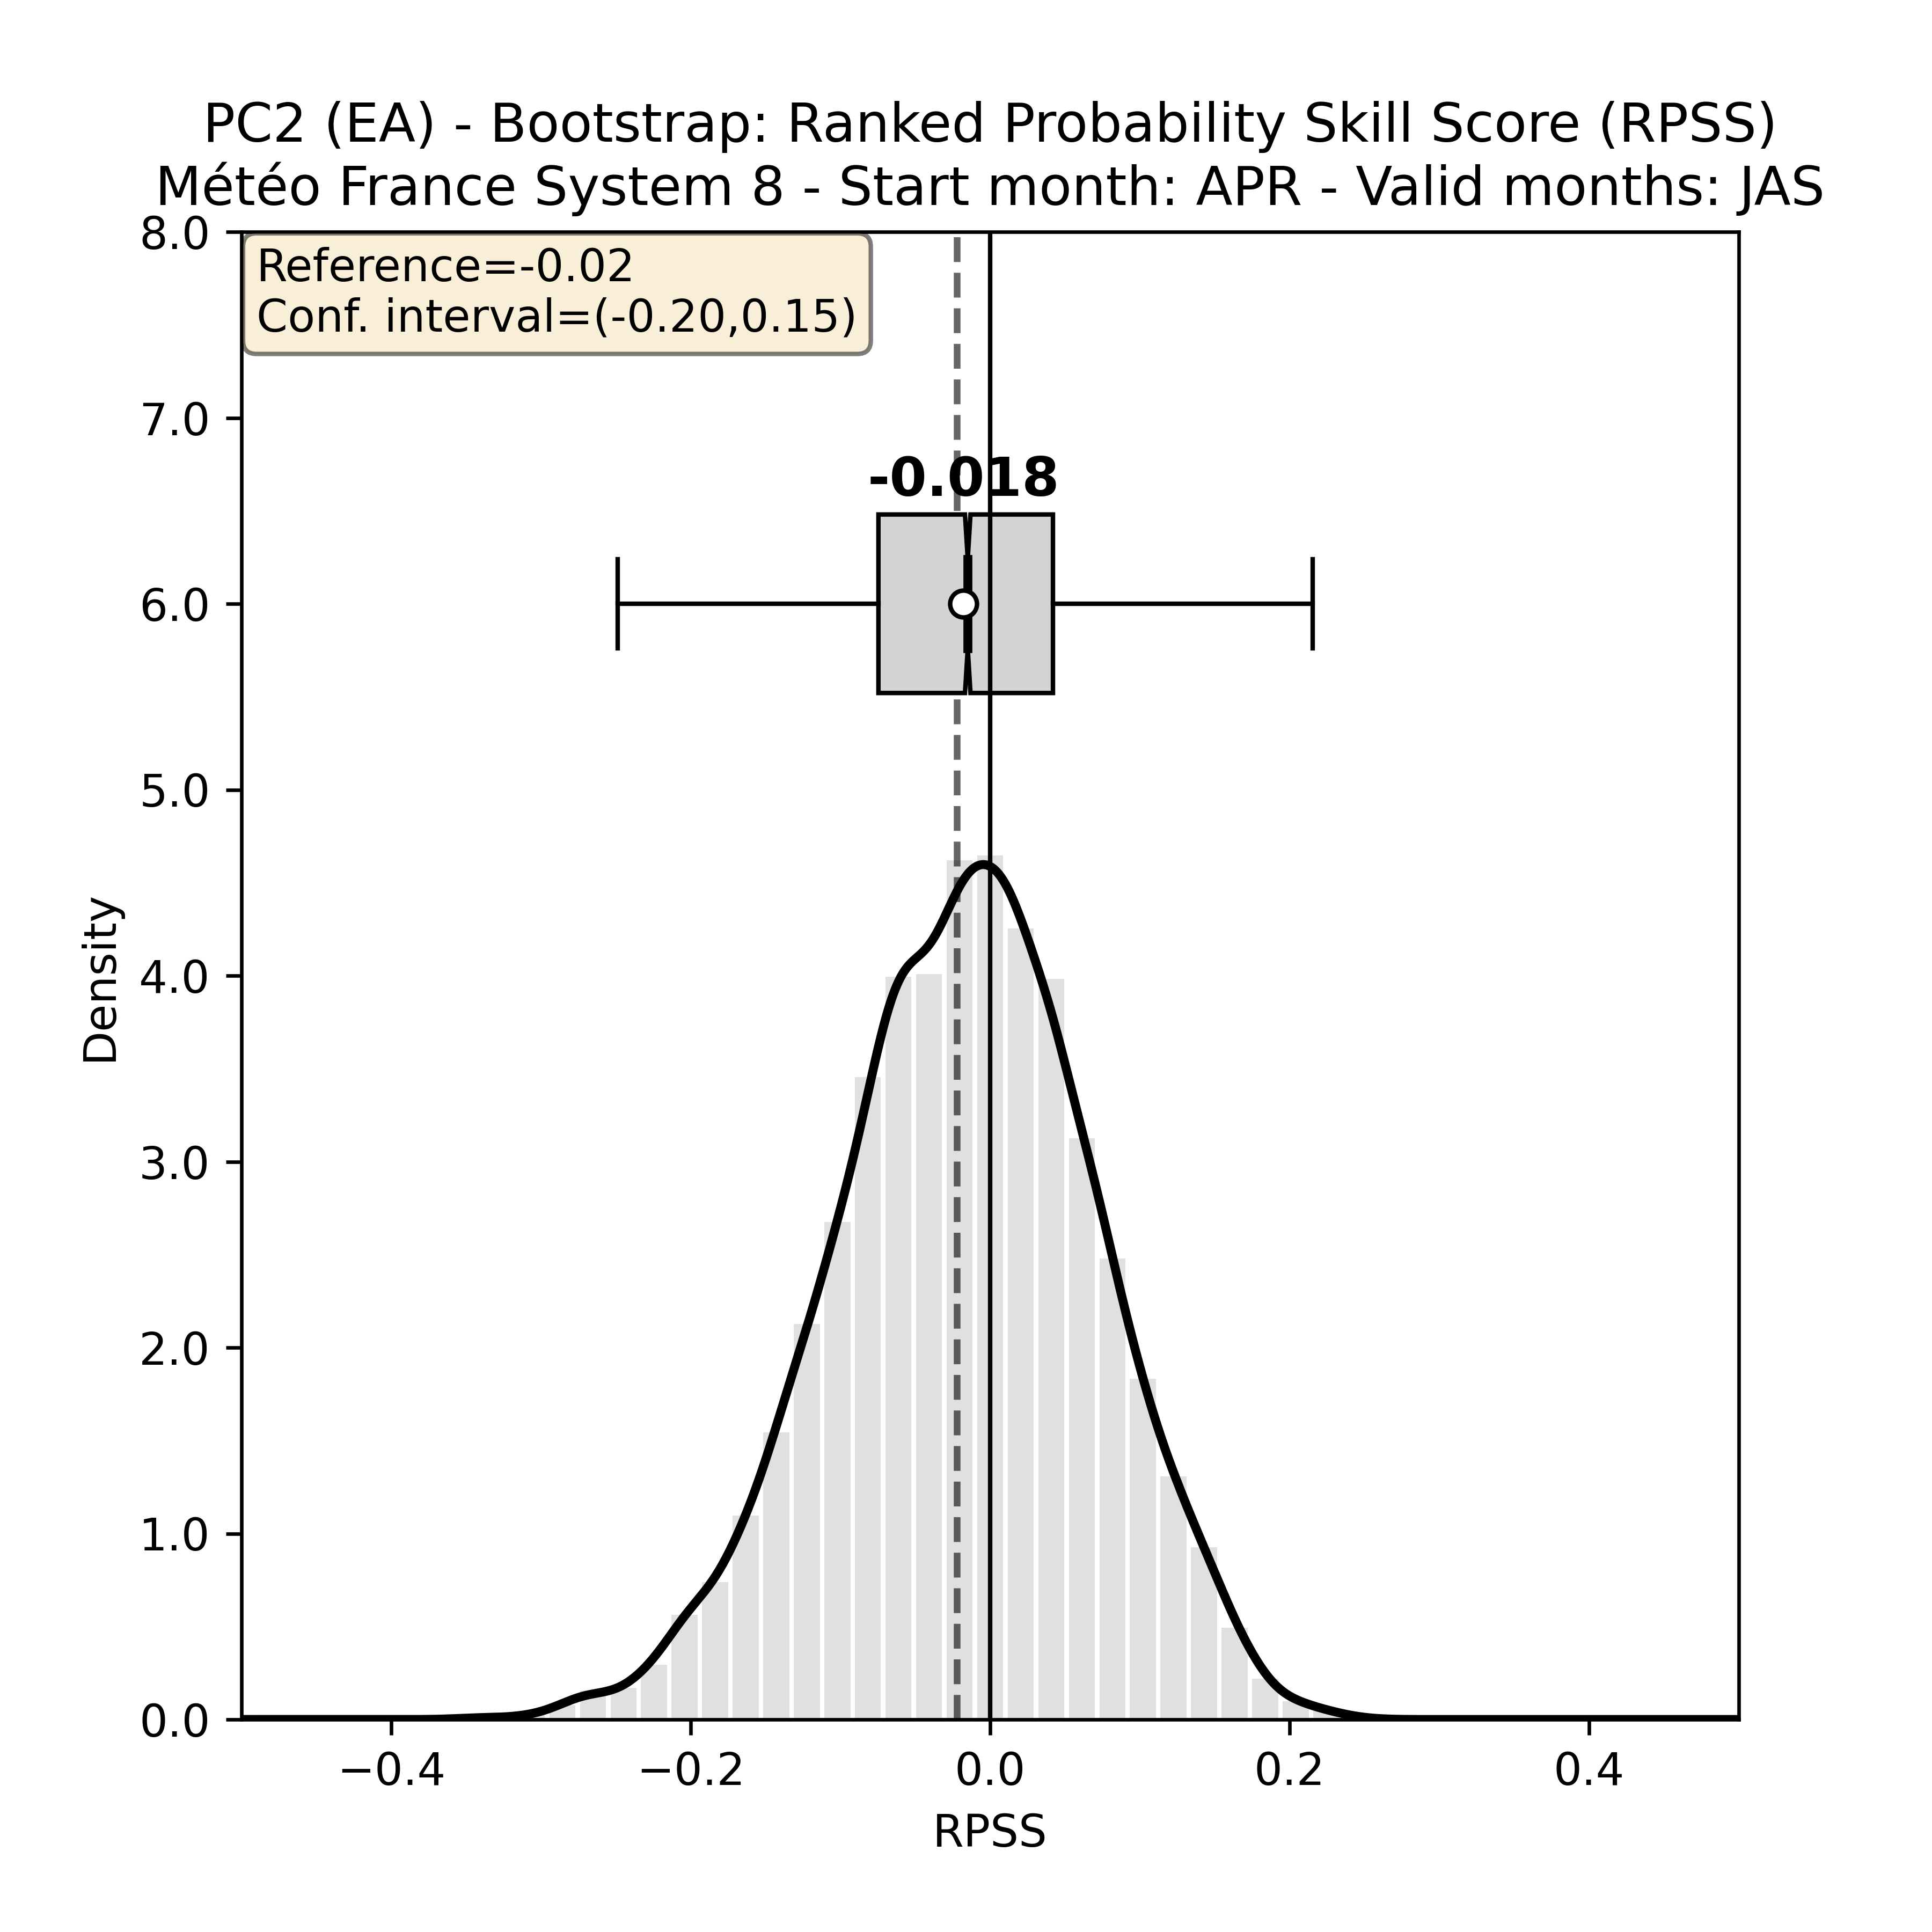 PC2 (EA) - Bootstrap: Ranked Probability Skill Score (RPSS)
Météo France System 8 - Start month: APR - Valid months: JAS
Reference=-0.02
Conf. interval=(-0.20,0.15)
-0.018
8.0
7.0
6.0
5.0
4.0
3.0
2.0
1.0
0.0
Density
−0.4 −0.2 0.0 0.2 0.4
RPSS